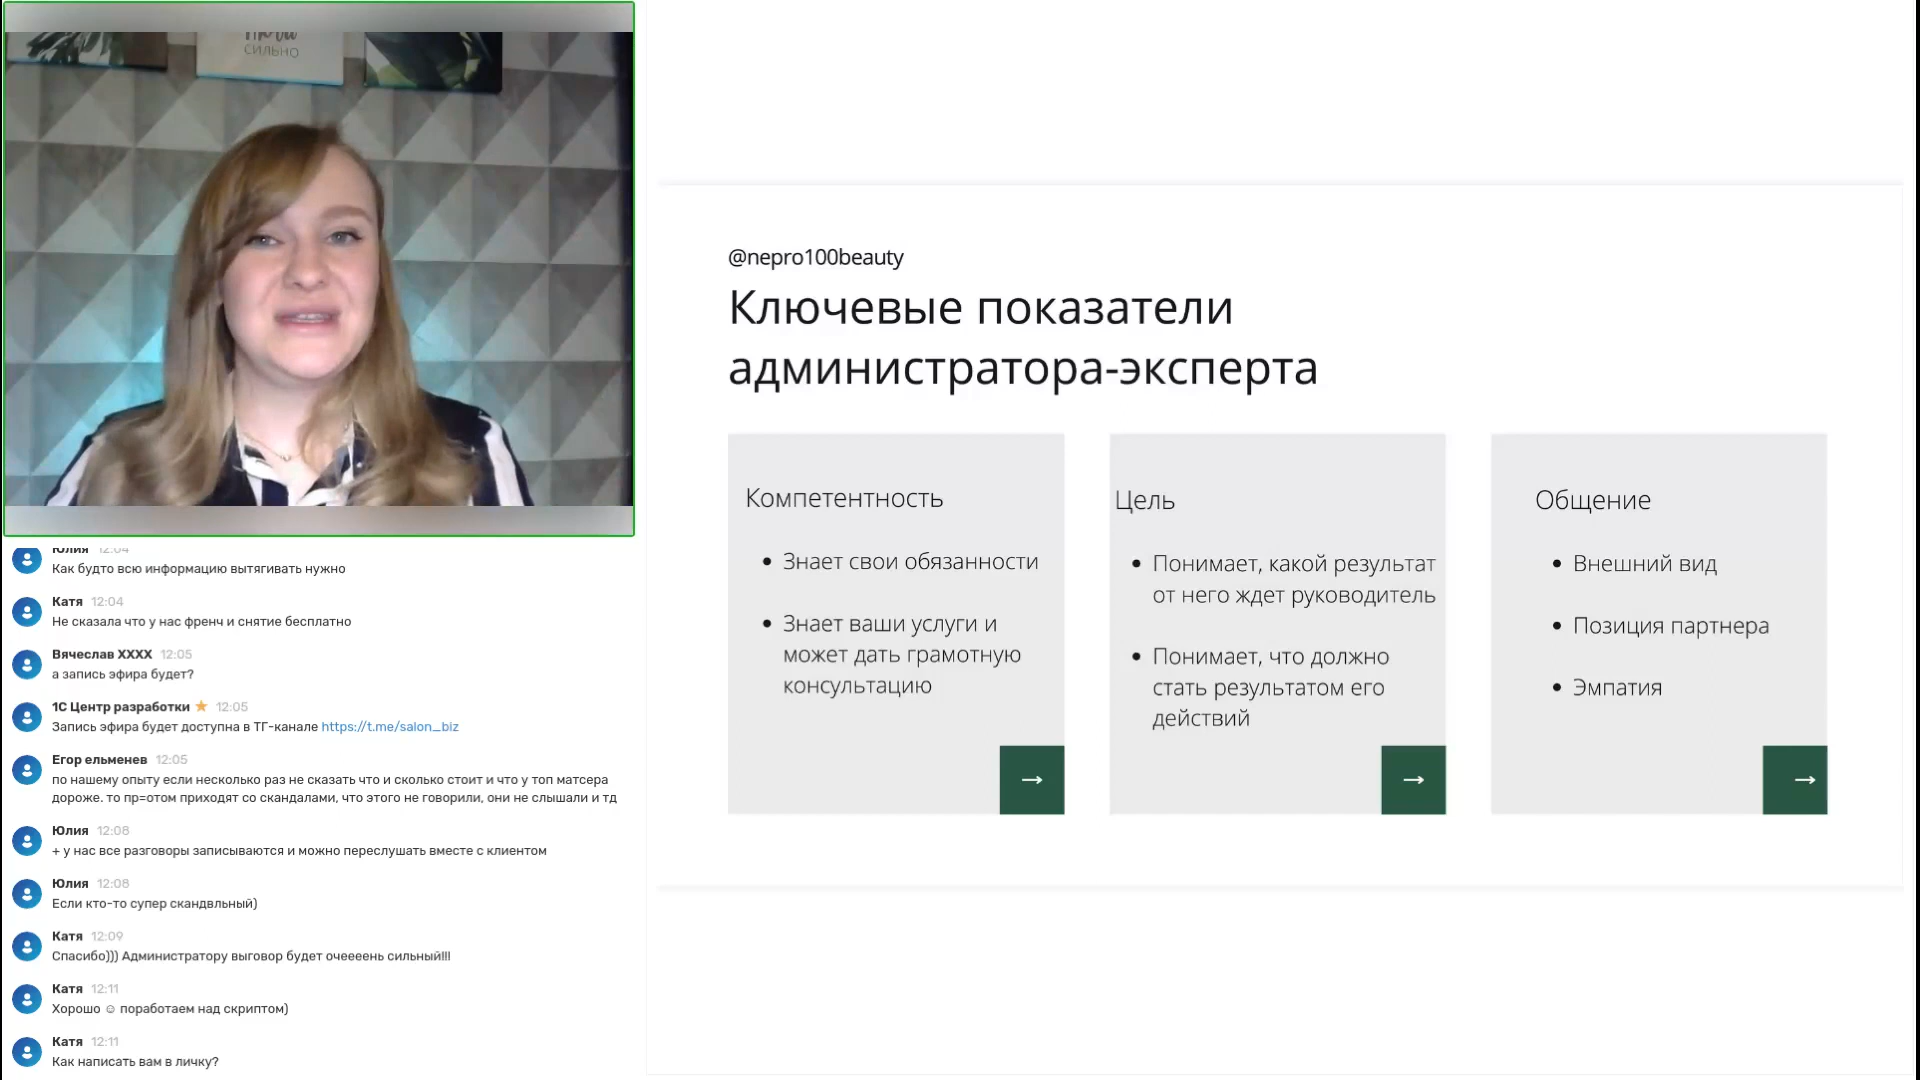 СИЛЬНО
Юлия 12:04
Как будто всю информацию вытягивать нужно
Катя 12:04
Не сказала что у нас френч и снятие бесплатно
Вячеслав XXXX 12:05
а запись эфира будет?
1С Центр разработки 12:05
Запись эфира будет доступна в ТГ-канале https://t.me/salon_biz
Егор ельменев 12:05
по нашему опыту если несколько раз не сказать что и сколько стоит и что у топ матсера
дороже. то пр=отом приходят со скандалами, что этого не говорили, они не слышали и тд
Юлия 12:08
+ у нас все разговоры записываются и можно переслушать вместе с клиентом
Юлия 12:08
Если кто-то супер скандвльный)
Катя 12:09
Спасибо))) Администратору выговор будет очеееень сильный!!!
Катя 12:11
Хорошо ☺ поработаем над скриптом)
Катя 12:11
Как написать вам в личку?
@nepro100beauty
Ключевые показатели
администратора-эксперта
Компетентность
• Знает свои обязанности
• Знает ваши услуги и
может дать грамотную
консультацию
Цель
• Понимает, какой результат
от него ждет руководитель
• Понимает, что должно
стать результатом его
действий
Общение
• Внешний вид
• Позиция партнера
• Эмпатия